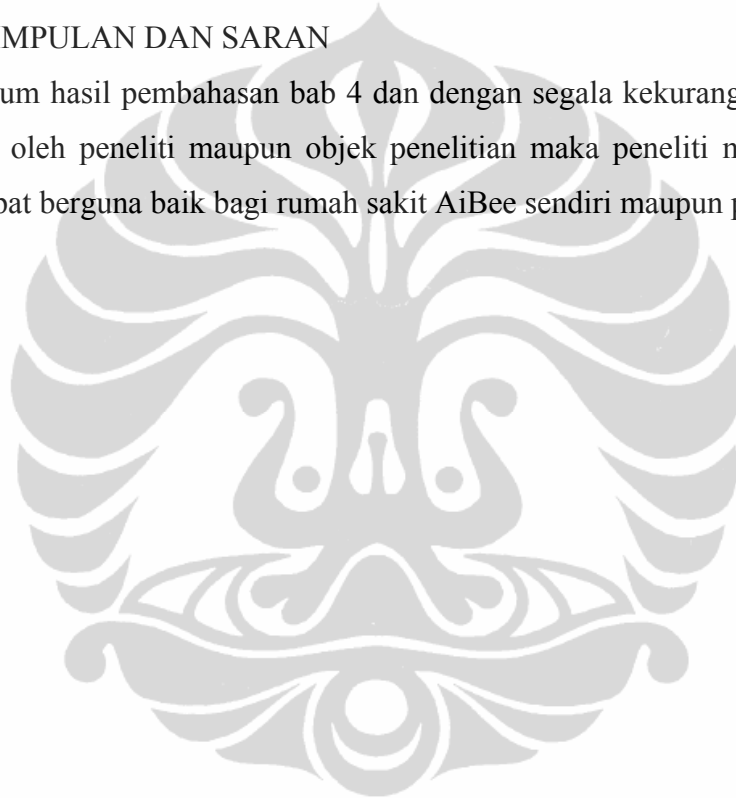 MPULAN DAN SARAN
um hasil pembahasan bab 4 dan dengan segala kekurang
oleh peneliti maupun objek penelitian maka peneliti
pat berguna baik bagi rumah sakit AiBee sendiri maupun